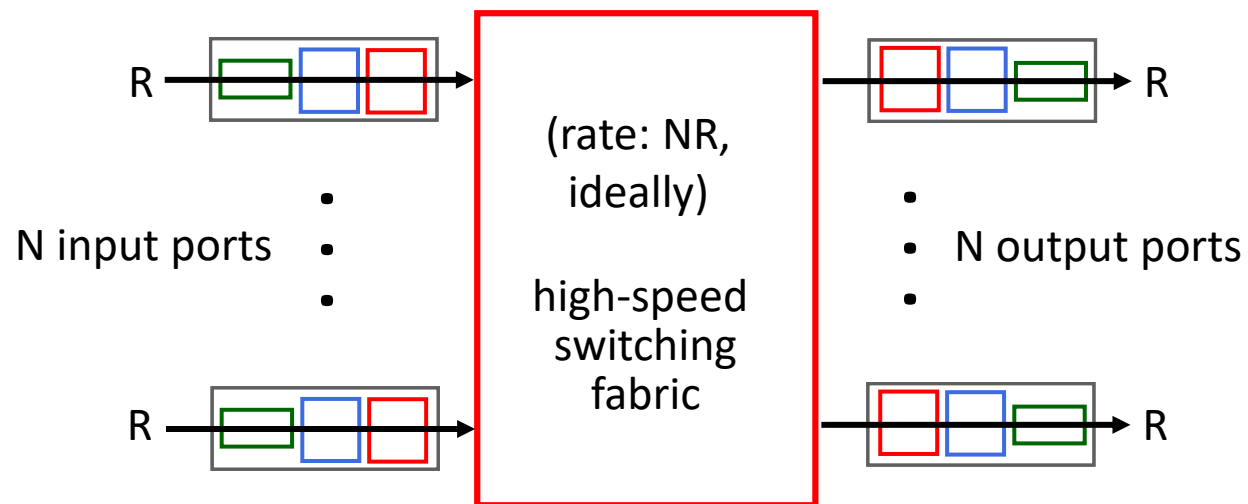 R
R
(rate: NR,
ideally)
N input ports
N output ports
high-speed
switching
fabric
R
R